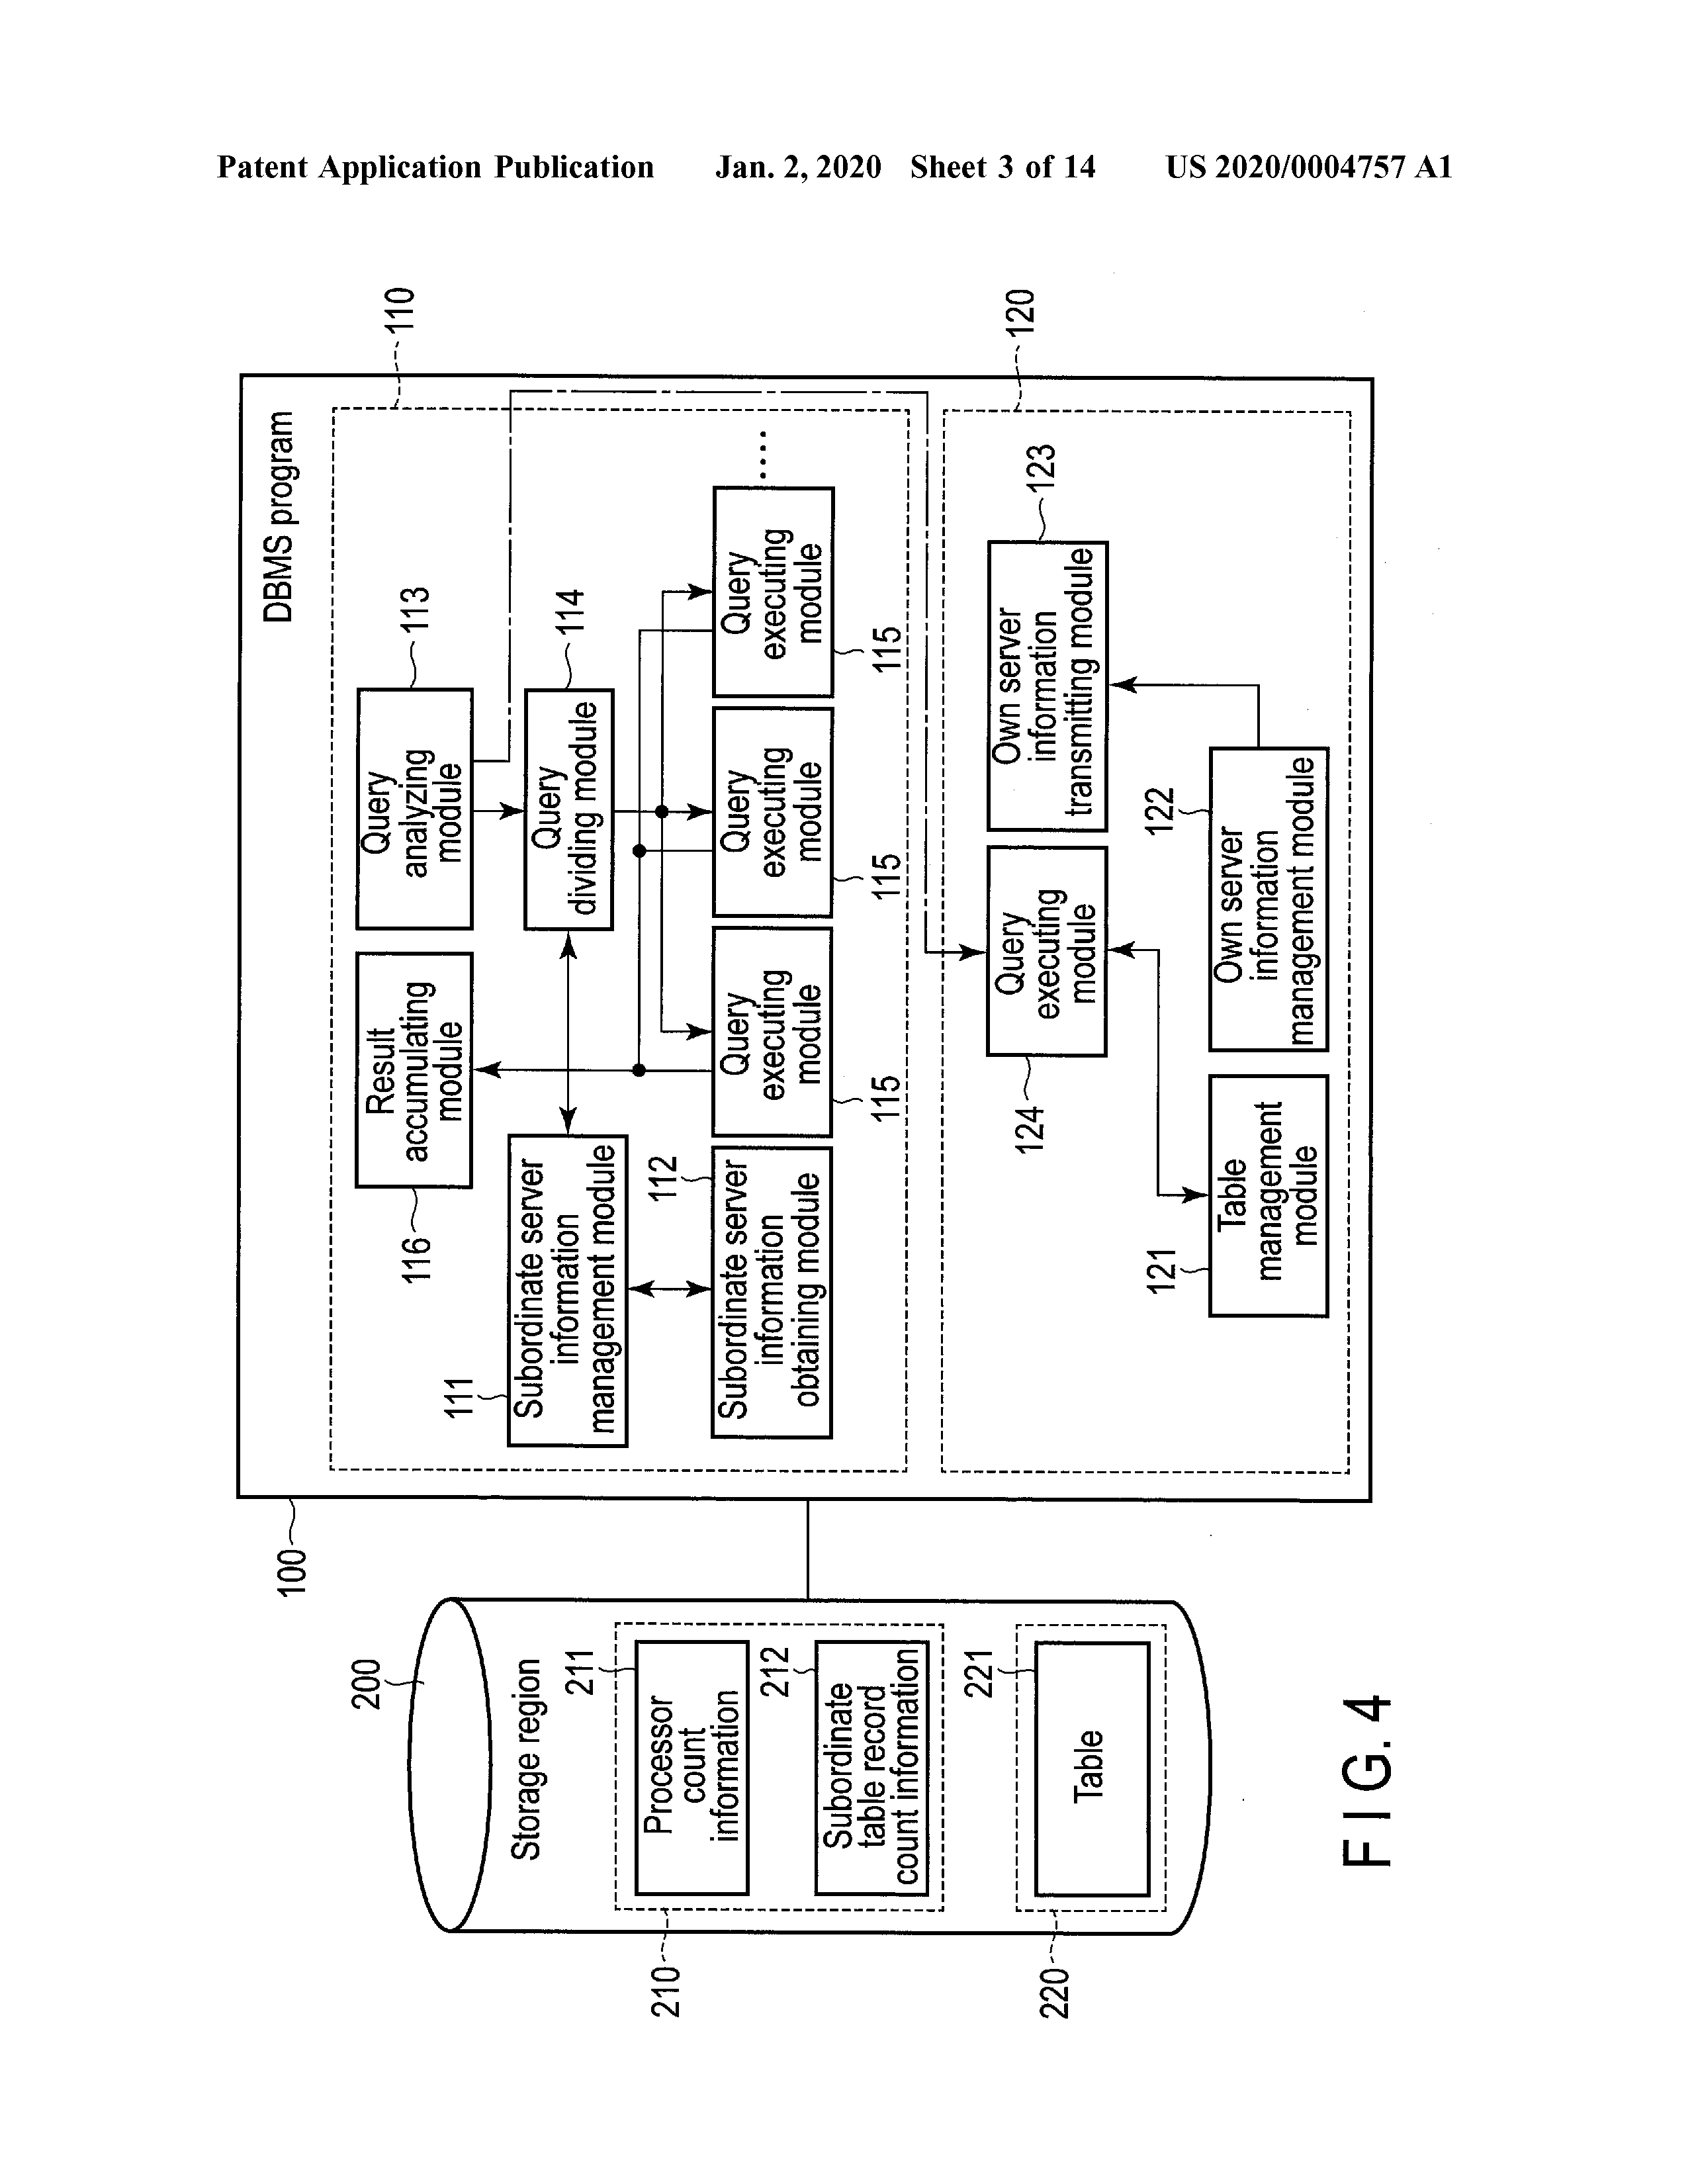 Patent Application Publication Jan. 2, 2020 Sheet 3 of 14 US 2020/0004757 A1
100
DBMS program
110
116
Result
accumulating
module
113
Query
analyzing
module
111
Subordinate server
information
management module
114
Query
dividing module
112
Subordinate server
information
obtaining module
115
Query
executing
module
115
Query
executing
module
115
Query
executing
module
....
120
124
Query
executing
module
123
Own server
information
transmitting module
121
Table
management
module
122
Own server
information
management module
200
Storage region
210
211
Processor
count
information
212
Subordinate
table record
count information
220
221
Table
FIG. 4